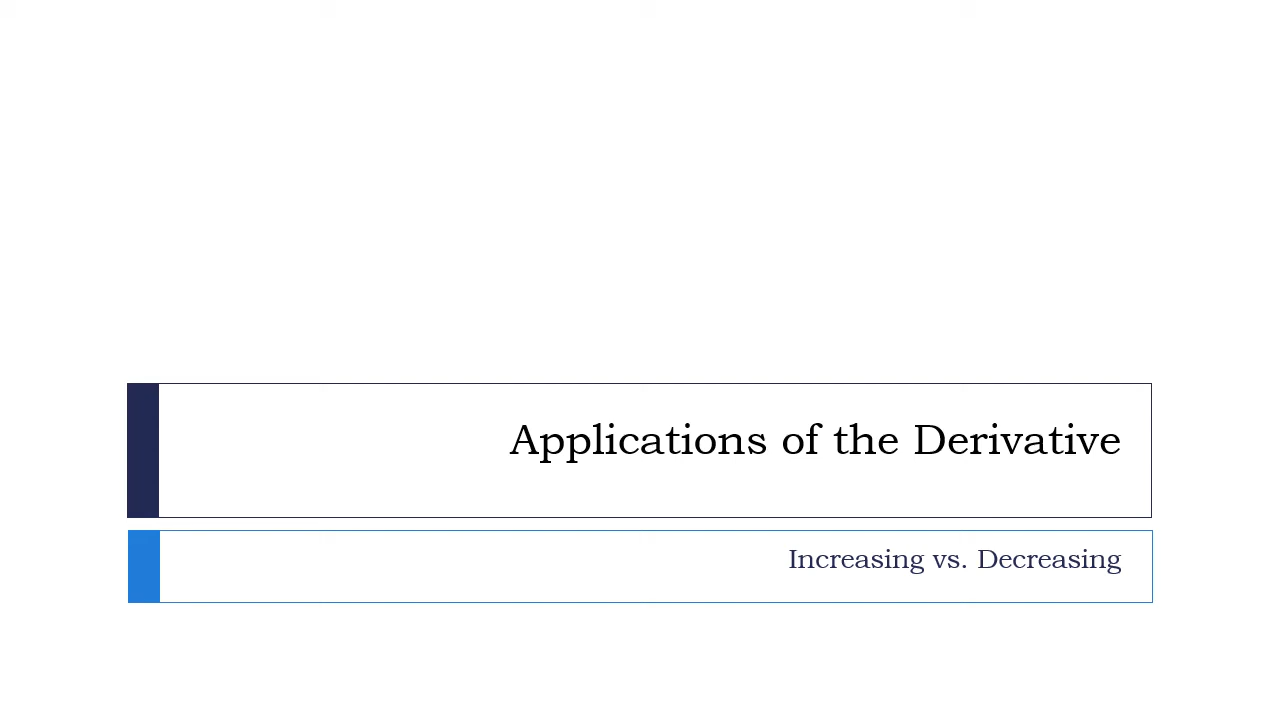 Applications of the Derivative
Increasing vs. Decreasing